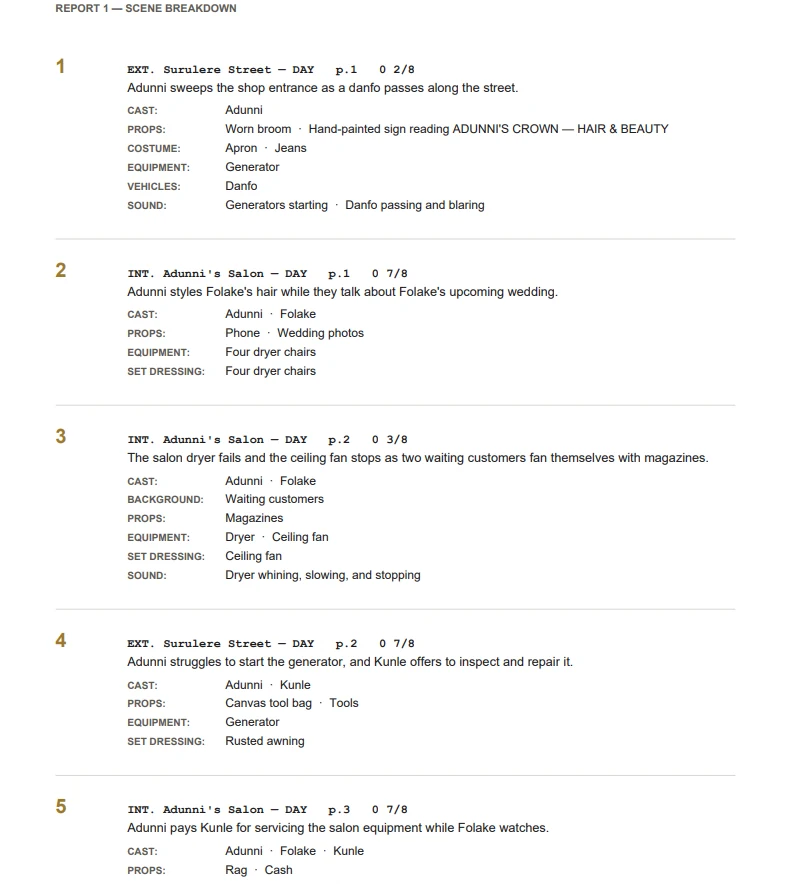 REPORT 1 — SCENE BREAKDOWN
1
EXT. Surulere Street — DAY p.1 0 2/8
Adunni sweeps the shop entrance as a danfo passes along the street.
CAST: Adunni
PROPS: Worn broom · Hand-painted sign reading ADUNNI'S CROWN — HAIR & BEAUTY
COSTUME: Apron · Jeans
EQUIPMENT: Generator
VEHICLES: Danfo
SOUND: Generators starting · Danfo passing and blaring
2
INT. Adunni's Salon — DAY p.1 0 7/8
Adunni styles Folake's hair while they talk about Folake's upcoming wedding.
CAST: Adunni · Folake
PROPS: Phone · Wedding photos
EQUIPMENT: Four dryer chairs
SET DRESSING: Four dryer chairs
3
INT. Adunni's Salon — DAY p.2 0 3/8
The salon dryer fails and the ceiling fan stops as two waiting customers fan themselves with magazines.
CAST: Adunni · Folake
BACKGROUND: Waiting customers
PROPS: Magazines
EQUIPMENT: Dryer · Ceiling fan
SET DRESSING: Ceiling fan
SOUND: Dryer whining, slowing, and stopping
4
EXT. Surulere Street — DAY p.2 0 7/8
Adunni struggles to start the generator, and Kunle offers to inspect and repair it.
CAST: Adunni · Kunle
PROPS: Canvas tool bag · Tools
EQUIPMENT: Generator
SET DRESSING: Rusted awning
5
INT. Adunni's Salon — DAY p.3 0 7/8
Adunni pays Kunle for servicing the salon equipment while Folake watches.
CAST: Adunni · Folake · Kunle
PROPS: Rag · Cash